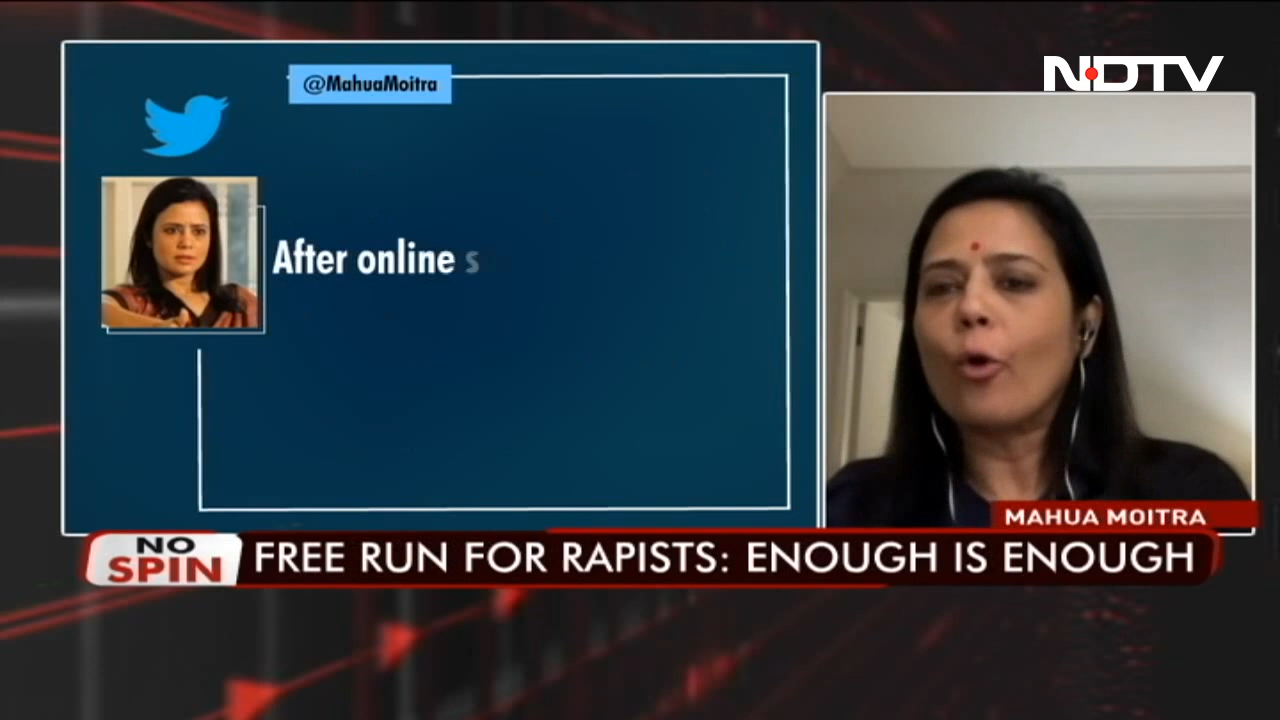 @MahuaMoitra
NDTV
After online s
MAHUA MOITRA
NO
SPIN
FREE RUN FOR RAPISTS: ENOUGH IS ENOUGH